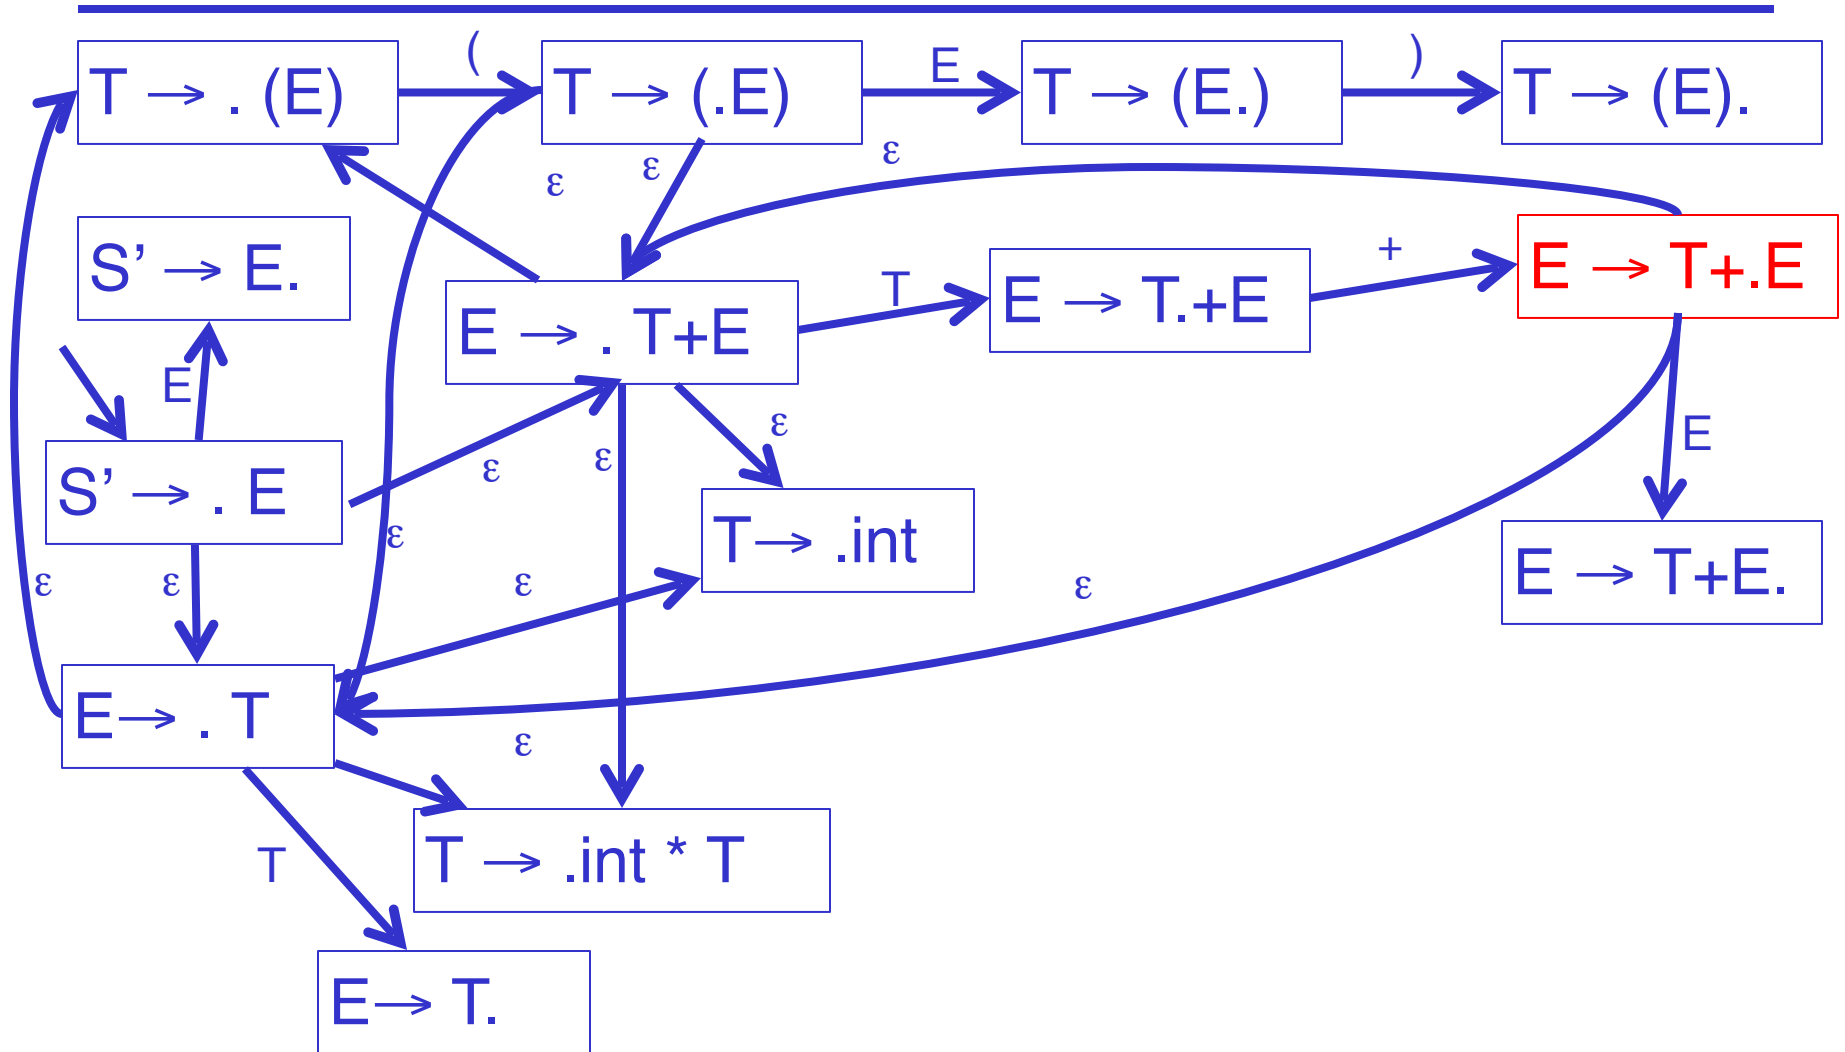 (
E
)
T → . (E)
T → (.E)
T → (E.)
T → (E).
ε
ε
ε
S’ → E.
E → . T+E
T
E → T.+E
+
E → T+.E
E
S’ → . E
ε
ε
ε
ε
T→ .int
E
E → T+E.
ε
ε
ε
ε
E→ . T
ε
T
T → .int * T
E→ T.